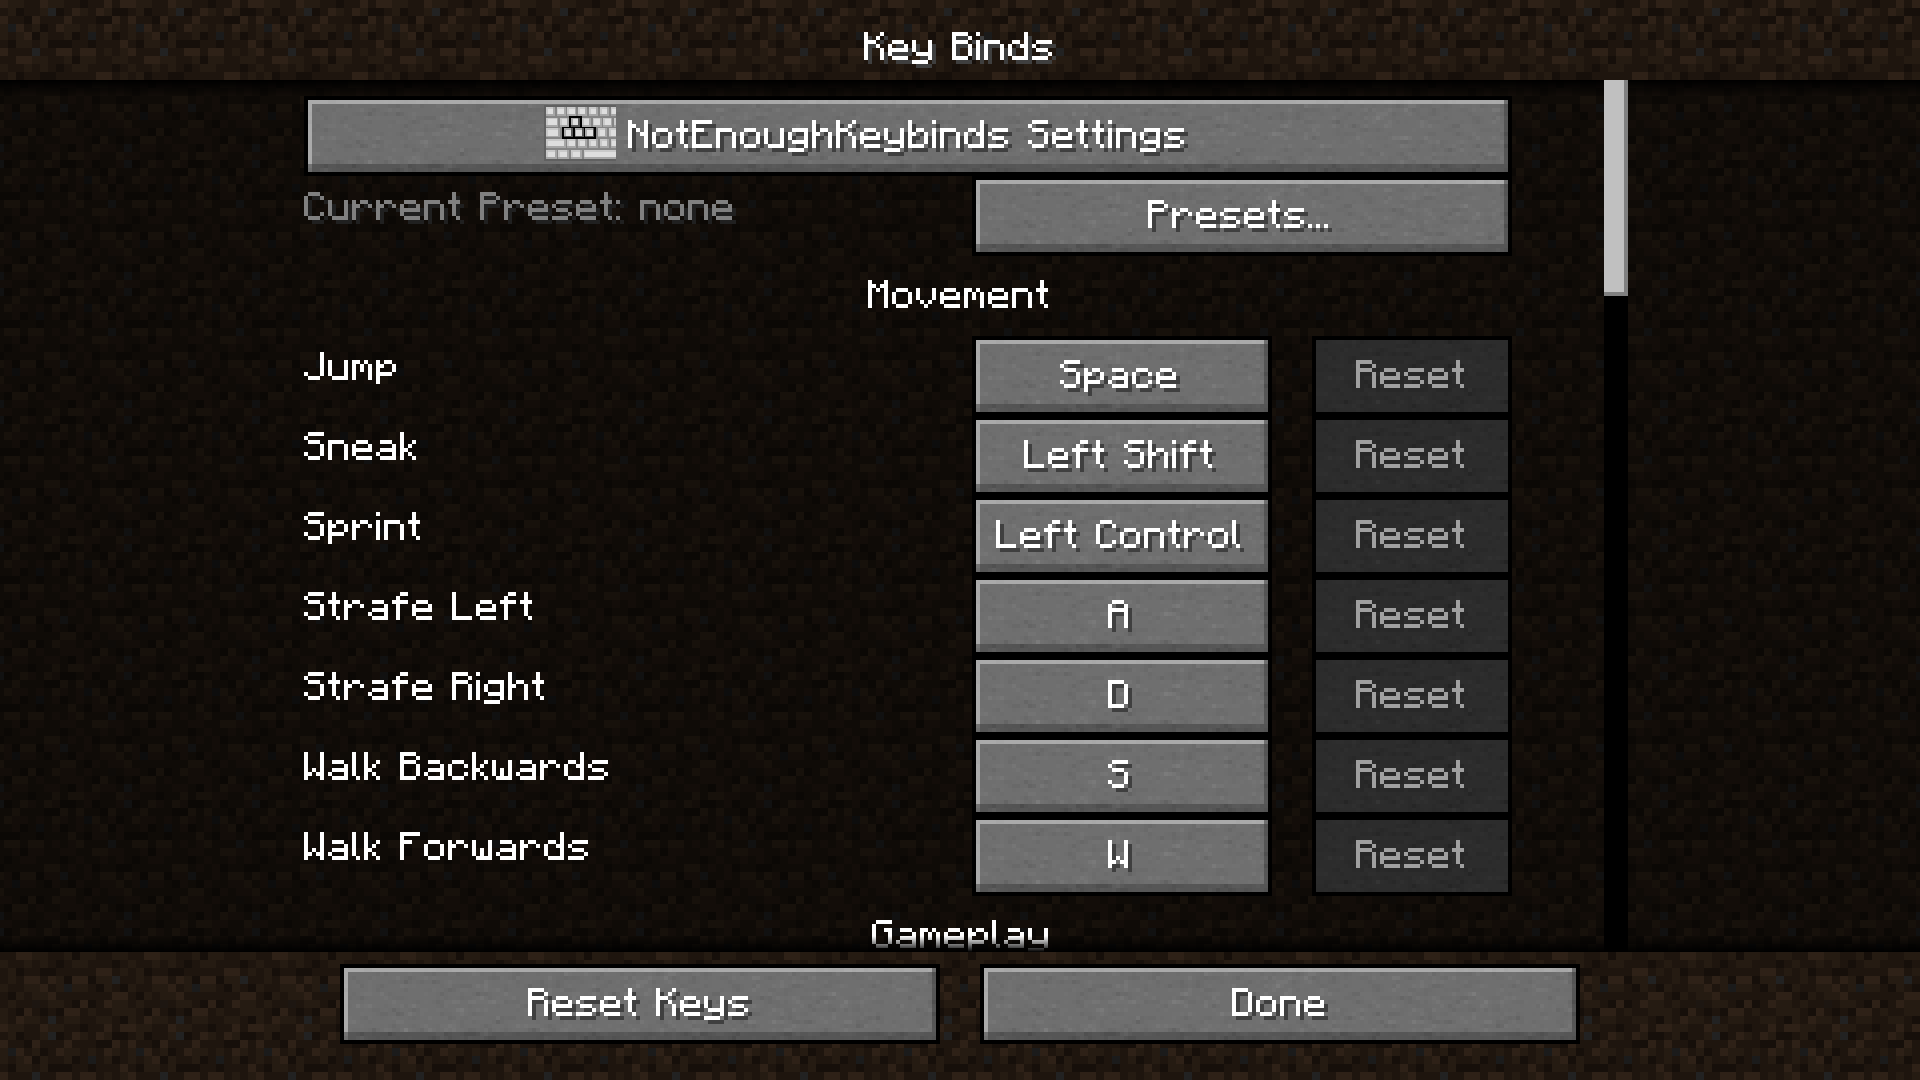 Key Binds
NotEnoughKeybinds Settings
Current Preset: none
Presets...
Movement
Jump Space Reset
Sneak Left Shift Reset
Sprint Left Control Reset
Strafe Left A Reset
Strafe Right D Reset
Walk Backwards S Reset
Walk Forwards W Reset
Gameplay
Reset Keys Done